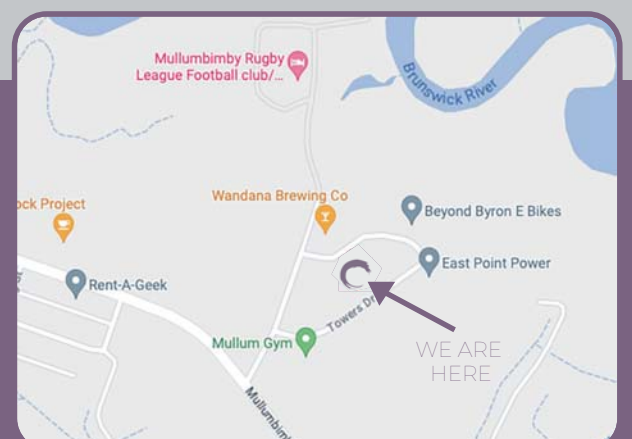 Mullumbimby Rugby
League Football club/...
Brunswick River
ock Project
Wandana Brewing Co
Beyond Byron E Bikes
East Point Power
Rent-A-Geek
Towers Dr
Mullum Gym
WE ARE
HERE
Mullumbim